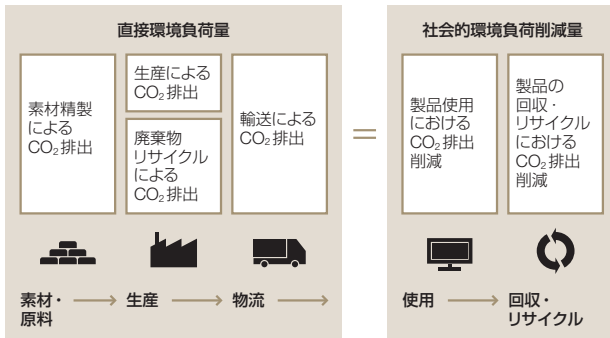 直接環境負荷量
素材精製
による
CO₂排出
生産による
CO₂排出
廃棄物
リサイクル
による
CO₂排出
輸送による
CO₂排出
=
社会的環境負荷削減量
製品使用
における
CO₂排出
削減
製品の
回収・
リサイクル
における
CO₂排出
削減
素材・
原料
生産
物流
使用
回収・
リサイクル